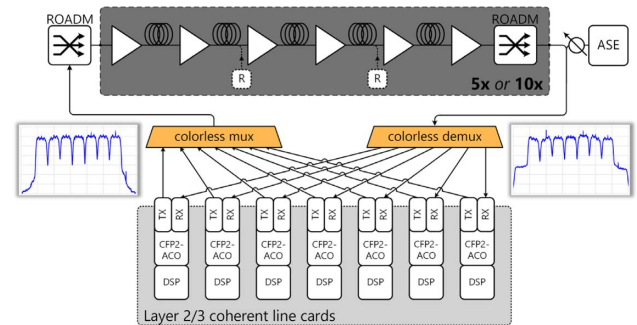 ROADM
ROADM
ASE
R
R
5x or 10x
colorless mux
colorless demux
TX RX TX RX TX RX TX RX TX RX TX RX TX RX
CFP2-ACO CFP2-ACO CFP2-ACO CFP2-ACO CFP2-ACO CFP2-ACO CFP2-ACO
DSP DSP DSP DSP DSP DSP DSP
Layer 2/3 coherent line cards